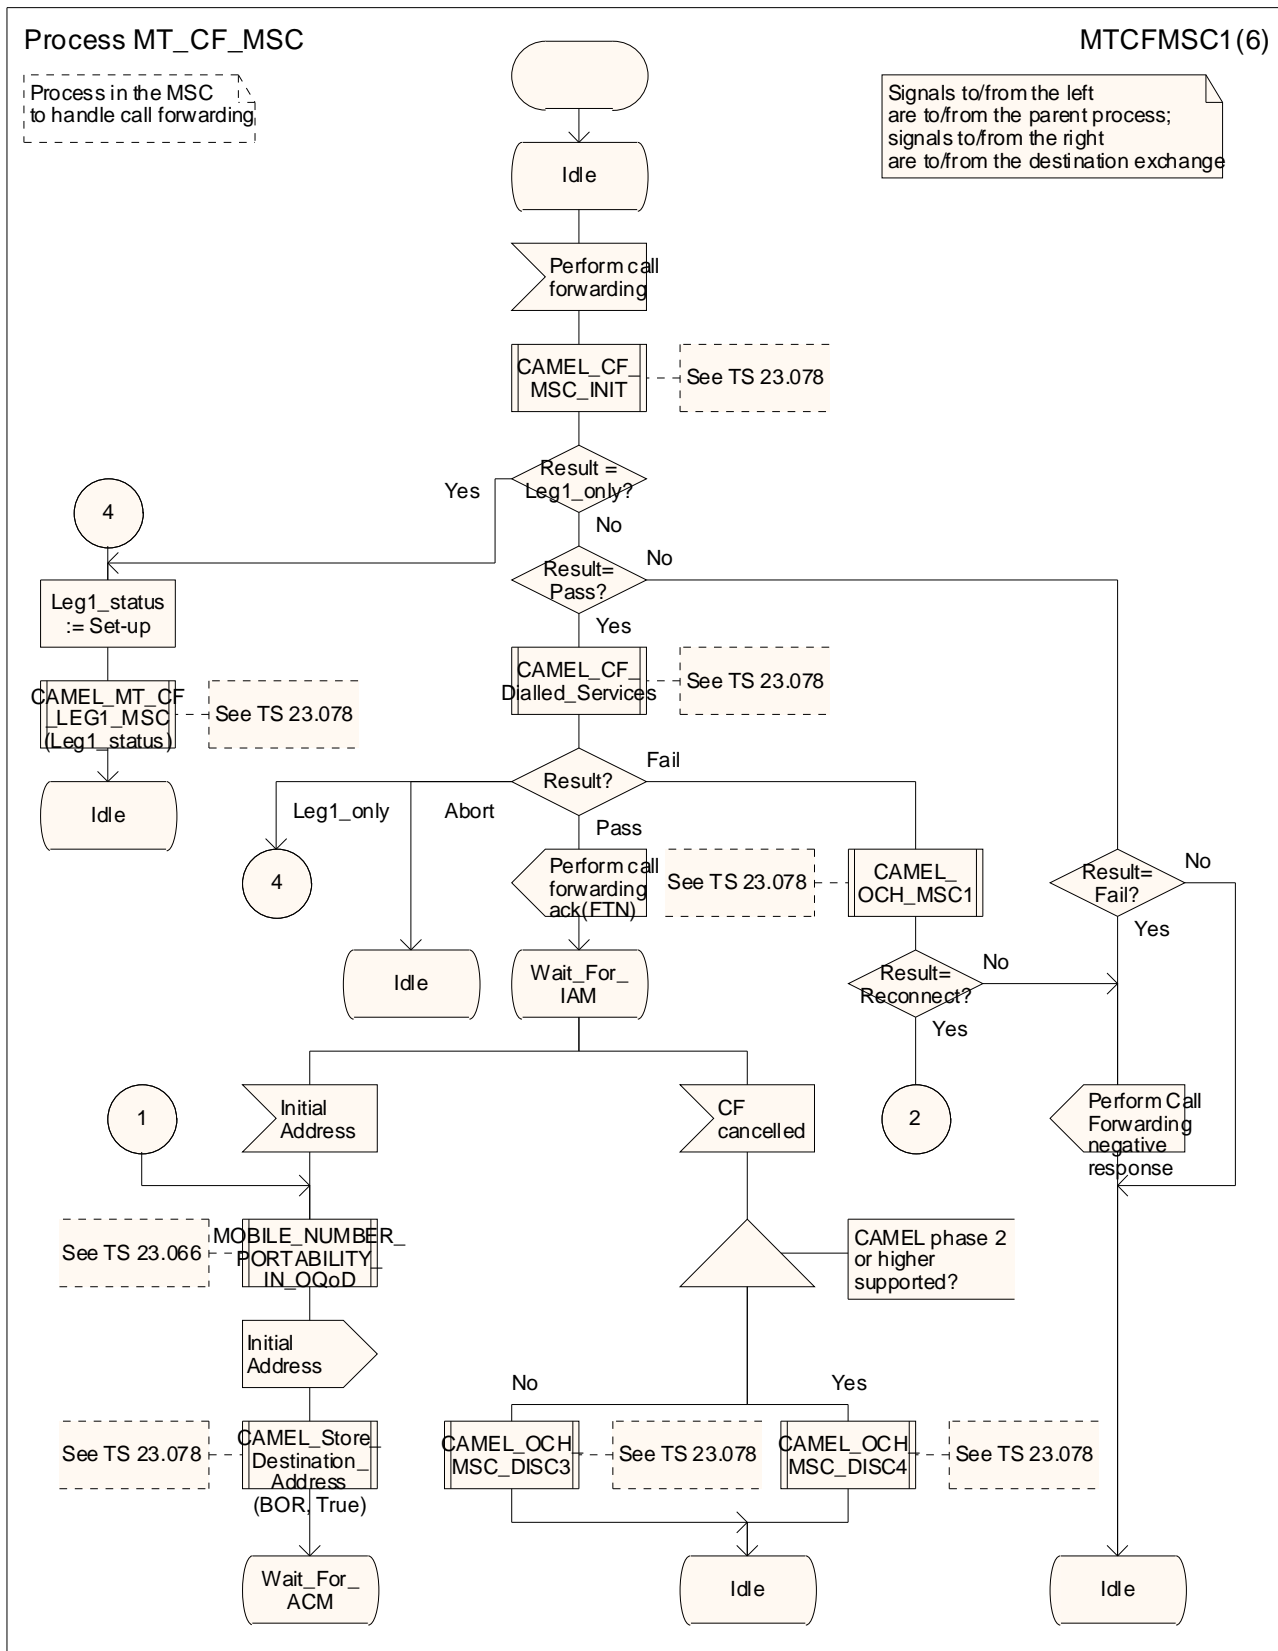 Process MT_CF_MSC
MTCFMSC1(6)
Process in the MSC
to handle call forwarding
Signals to/from the left
are to/from the parent process;
signals to/from the right
are to/from the destination exchange
Idle
Perform call
forwarding
CAMEL_CF_
MSC_INIT
See TS 23.078
Result =
Leg1_only?
Yes
No
4
Result=
Pass?
No
Yes
Leg1_status
:= Set-up
CAMEL_CF_
Dialled_Services
See TS 23.078
CAMEL_MT_CF
_LEG1_MSC
(Leg1_status)
See TS 23.078
Idle
Result?
Fail
Leg1_only
Abort
Pass
4
Perform call
forwarding
ack(FTN)
See TS 23.078
CAMEL_
OCH_MSC1
Result=
Fail?
No
Yes
Idle
Wait_For_
IAM
Result=
Reconnect?
No
Yes
1
Initial
Address
CF
cancelled
2
Perform Call
Forwarding
negative
response
See TS 23.066
MOBILE_NUMBER_
PORTABILITY_
IN_OQoD
CAMEL phase 2
or higher
supported?
Initial
Address
No
Yes
See TS 23.078
CAMEL_Store_
Destination_
Address
(BOR, True)
CAMEL_OCH_
MSC_DISC3
See TS 23.078
CAMEL_OCH_
MSC_DISC4
See TS 23.078
Wait_For_
ACM
Idle
Idle